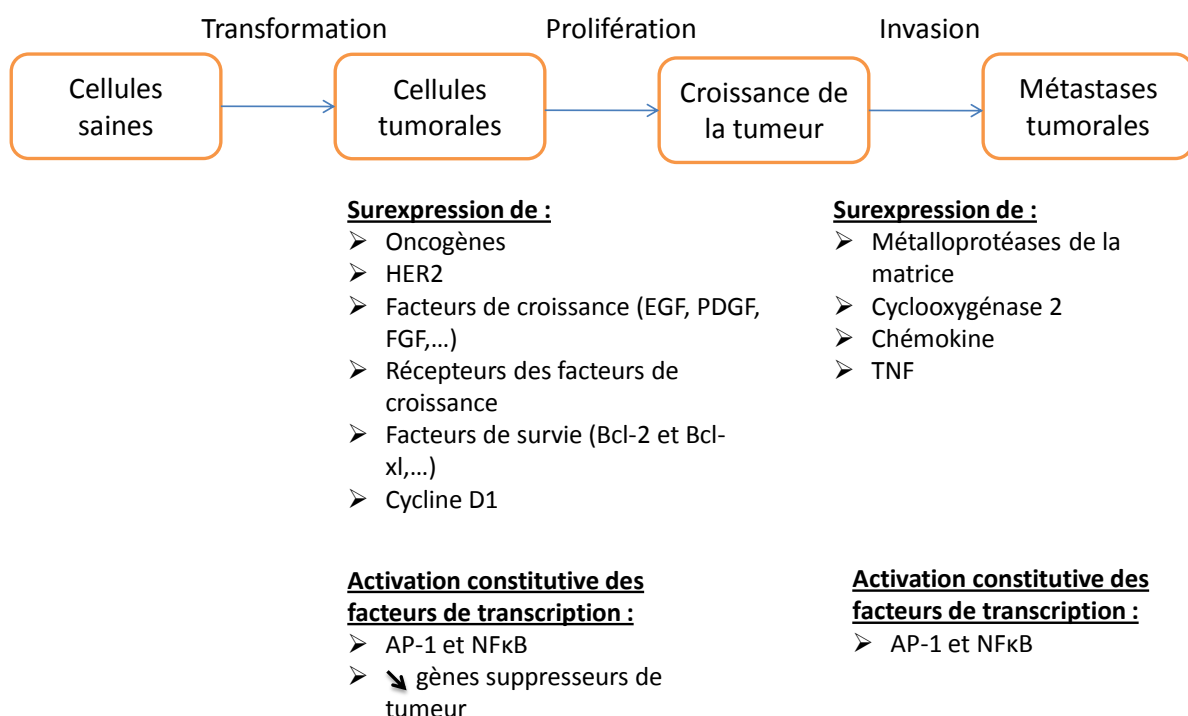 Transformation
Prolifération
Invasion
Cellules
saines
Cellules
tumorales
Croissance de
la tumeur
Métastases
tumorales
Surexpression de :
➢ Oncogènes
➢ HER2
➢ Facteurs de croissance (EGF, PDGF,
FGF,...)
➢ Récepteurs des facteurs de
croissance
➢ Facteurs de survie (Bcl-2 et Bcl-
xl,...)
➢ Cycline D1
Activation constitutive des
facteurs de transcription :
➢ AP-1 et NFκB
➢ ➘ gènes suppresseurs de
tumeur
Surexpression de :
➢ Métalloprotéases de la
matrice
➢ Cyclooxygénase 2
➢ Chémokine
➢ TNF
Activation constitutive des
facteurs de transcription :
➢ AP-1 et NFκB